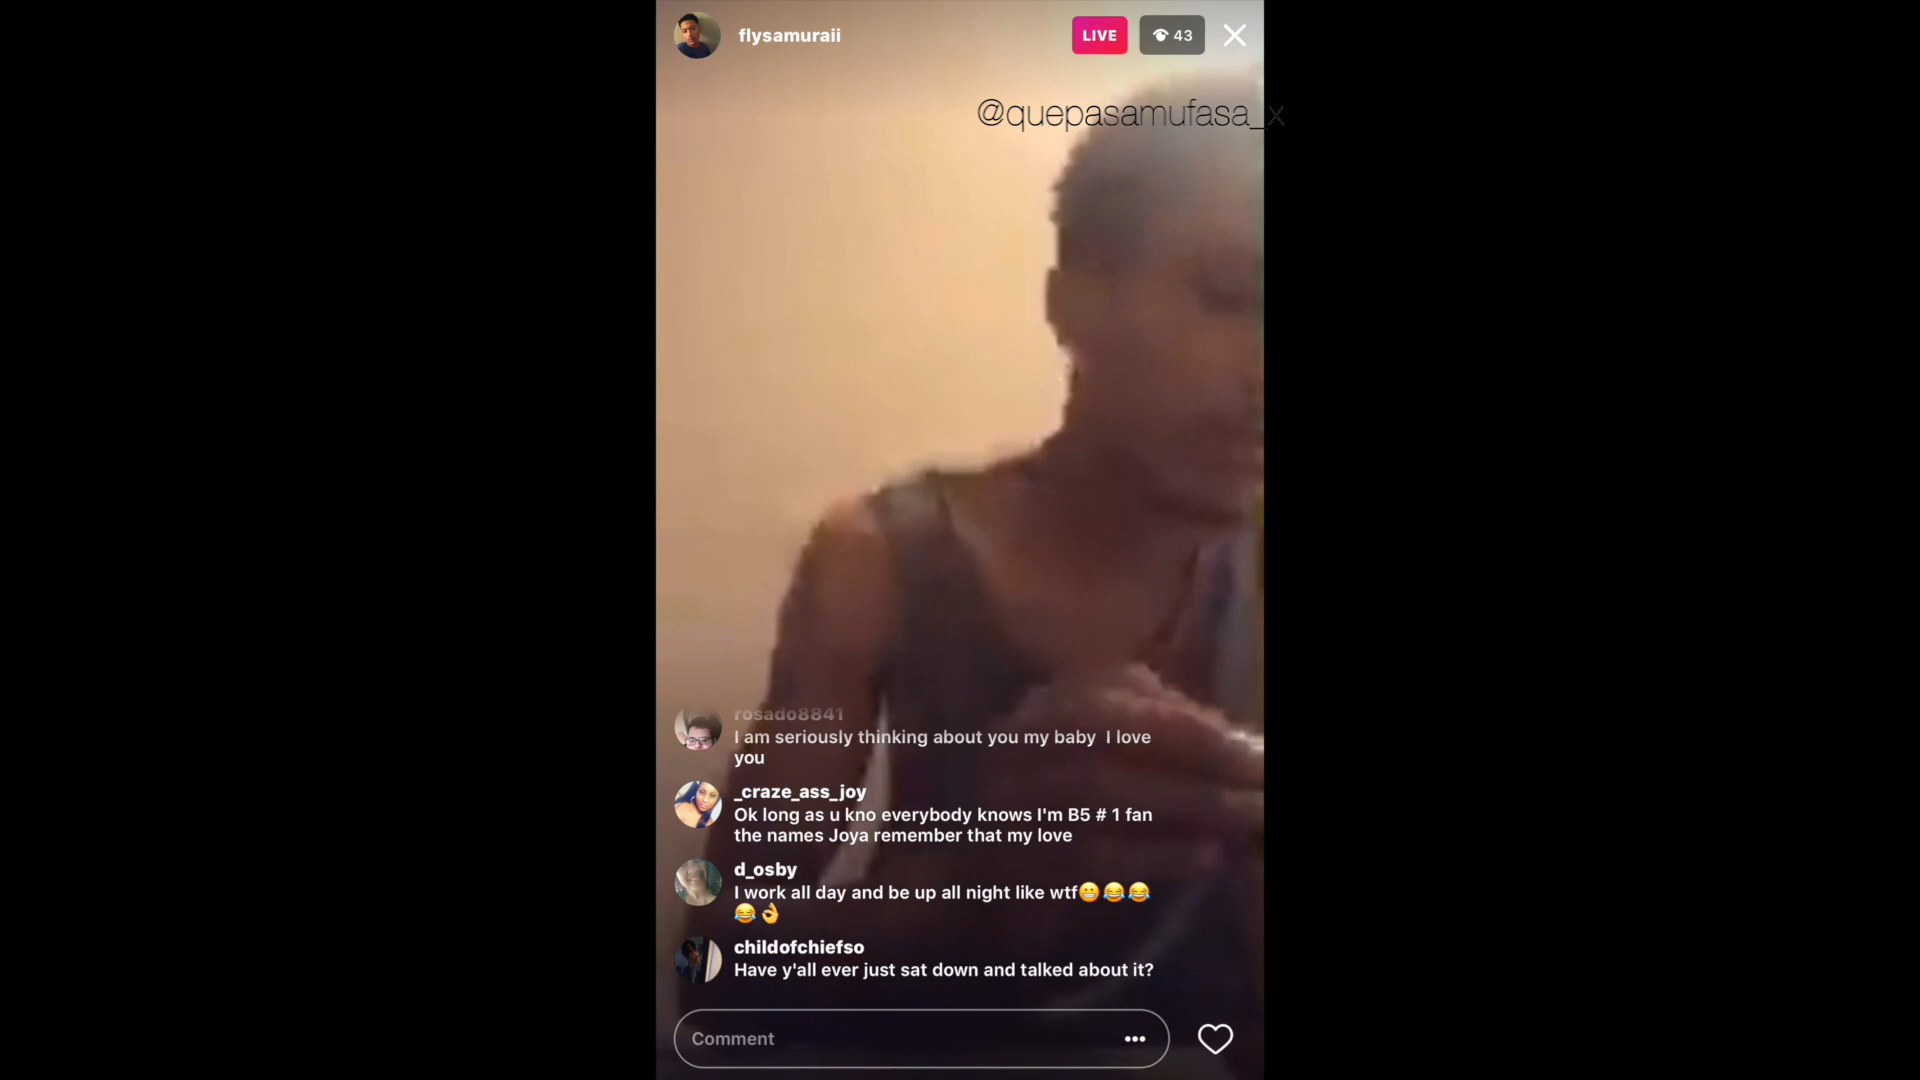 flysamuraii
LIVE
43
@quepasamufasa_x
rosado8841
I am seriously thinking about you my baby  I love
you
_craze_ass_joy
Ok long as u kno everybody knows I'm B5 # 1 fan
the names Joya remember that my love
d_osby
I work all day and be up all night like wtf😬😂😂
😂👌
childofchiefso
Have y'all ever just sat down and talked about it?
Comment